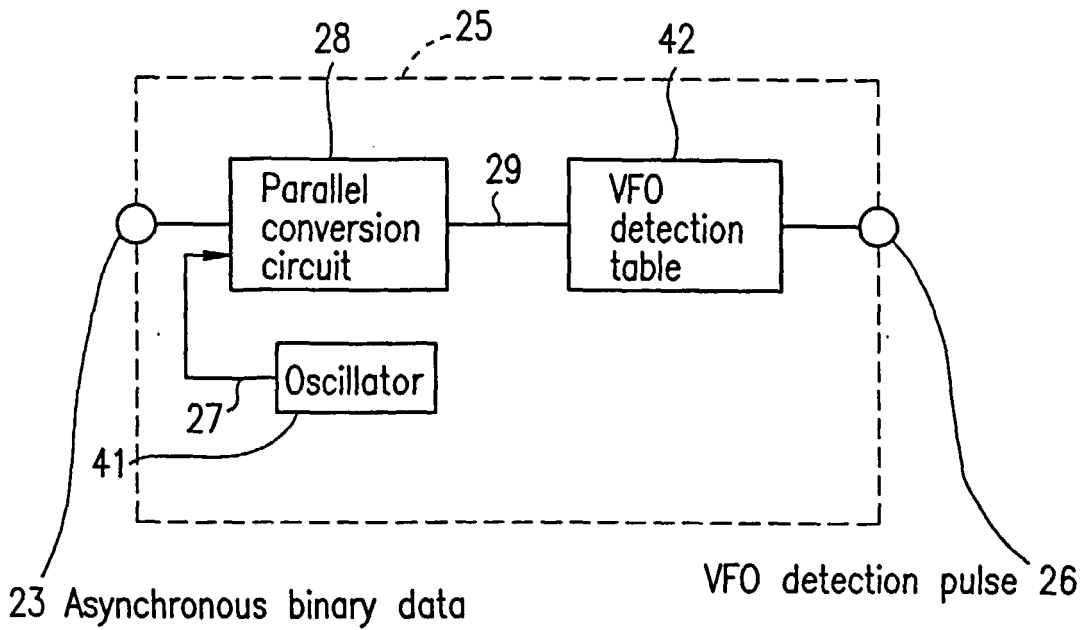 28
25
42
Parallel
conversion
circuit
29
VFO
detection
table
Oscillator
27
41
23 Asynchronous binary data
VFO detection pulse 26